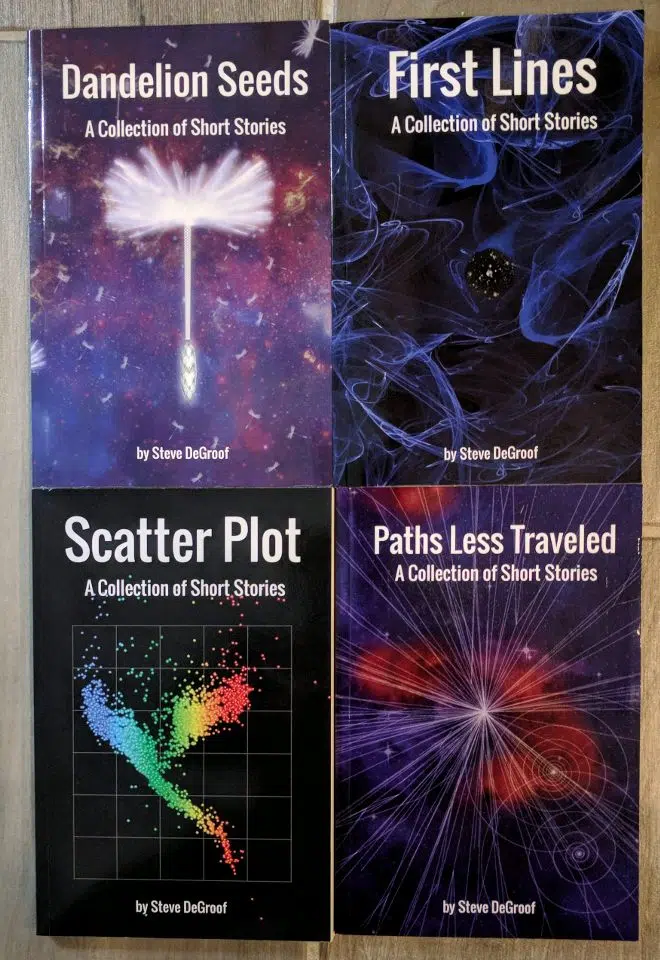 Dandelion Seeds
A Collection of Short Stories
by Steve DeGroof
First Lines
A Collection of Short Stories
by Steve DeGroof
Scatter Plot
A Collection of Short Stories
by Steve DeGroof
Paths Less Traveled
A Collection of Short Stories
by Steve DeGroof